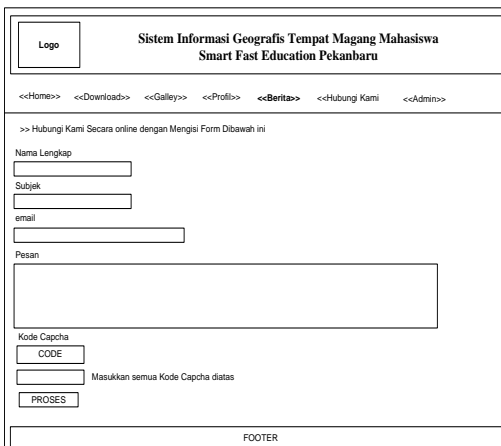 Logo
Sistem Informasi Geografis Tempat Magang Mahasiswa
Smart Fast Education Pekanbaru
<<Home>> <<Download>> <<Galley>> <<Profil>> <<Berita>> <<Hubungi Kami <<Admin>>
>> Hubungi Kami Secara online dengan Mengisi Form Dibawah ini
Nama Lengkap
Subjek
email
Pesan
Kode Capcha
CODE
Masukkan semua Kode Capcha diatas
PROSES
FOOTER